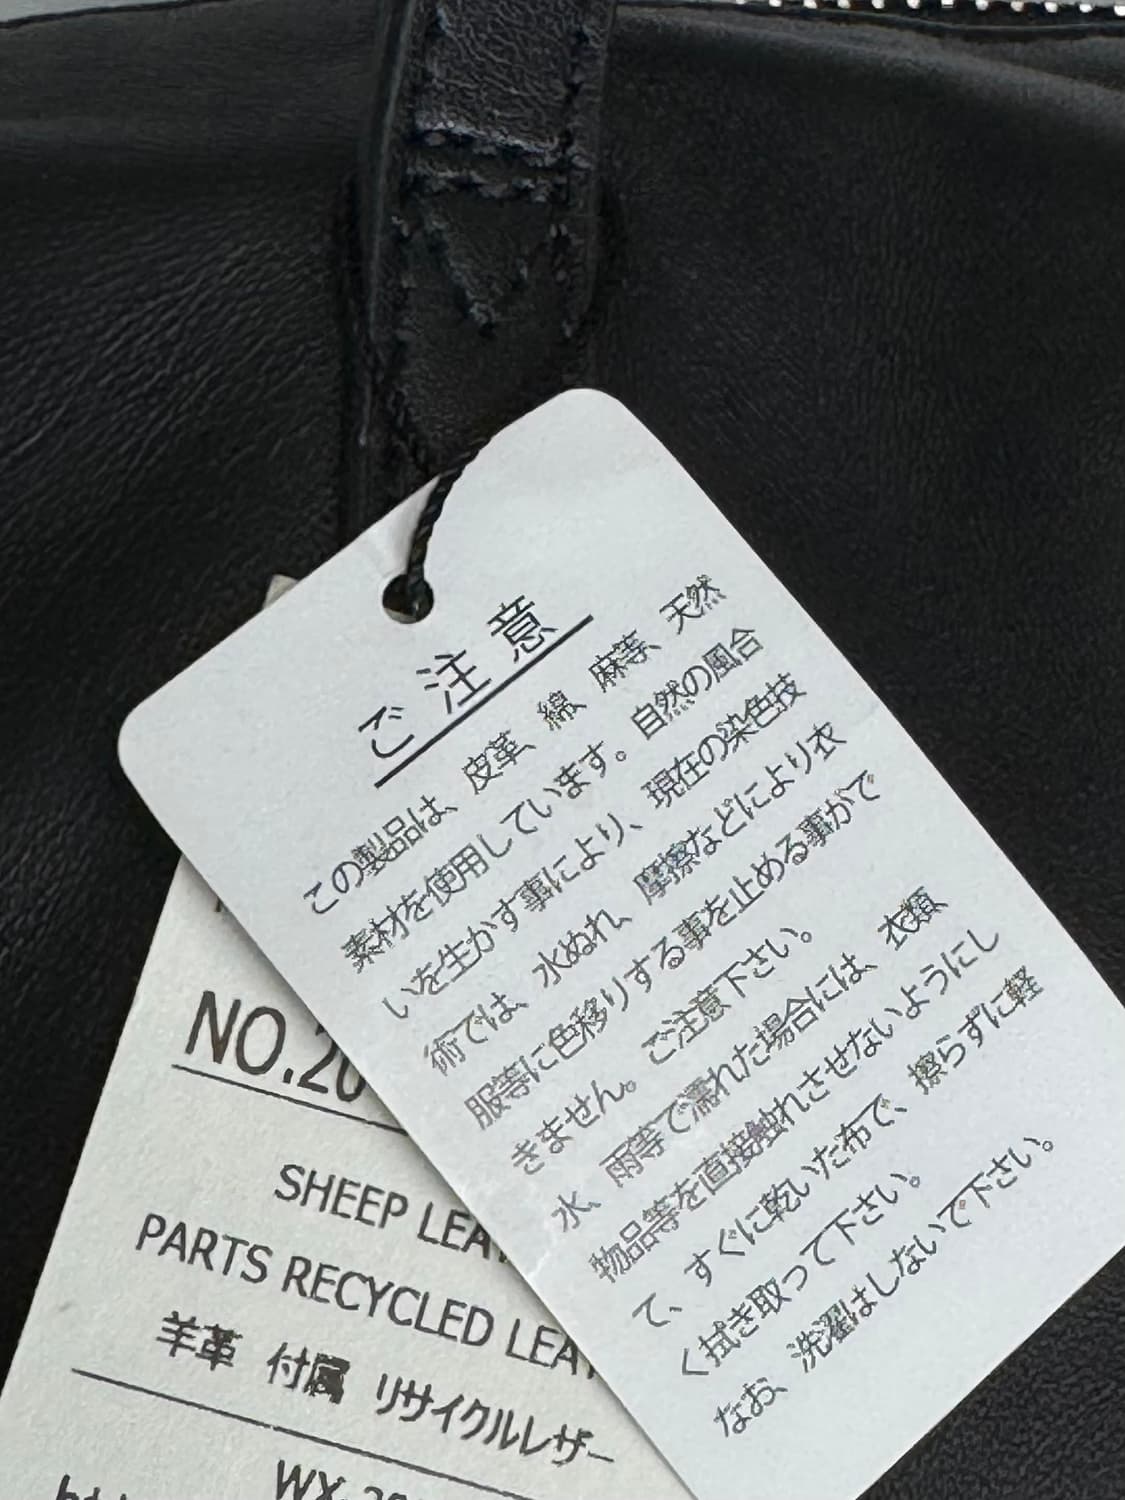 ご注意
この製品は、皮革、綿、麻等、天然
素材を使用しています。自然の風合
いを生かす事により、現在の染色技
術では、水ぬれ、摩擦などにより衣
服等に色移りする事を止める事がで
きません。ご注意下さい。
水、雨等で濡れた場合には、衣類
物品等を直接触れさせないようにし
て、すぐに乾いた布で、擦らずに軽
く拭き取って下さい。
なお、洗濯はしないで下さい。
NO.20
SHEEP
PARTS RECYCLED
羊革 付属 リサイクルレザー
WX